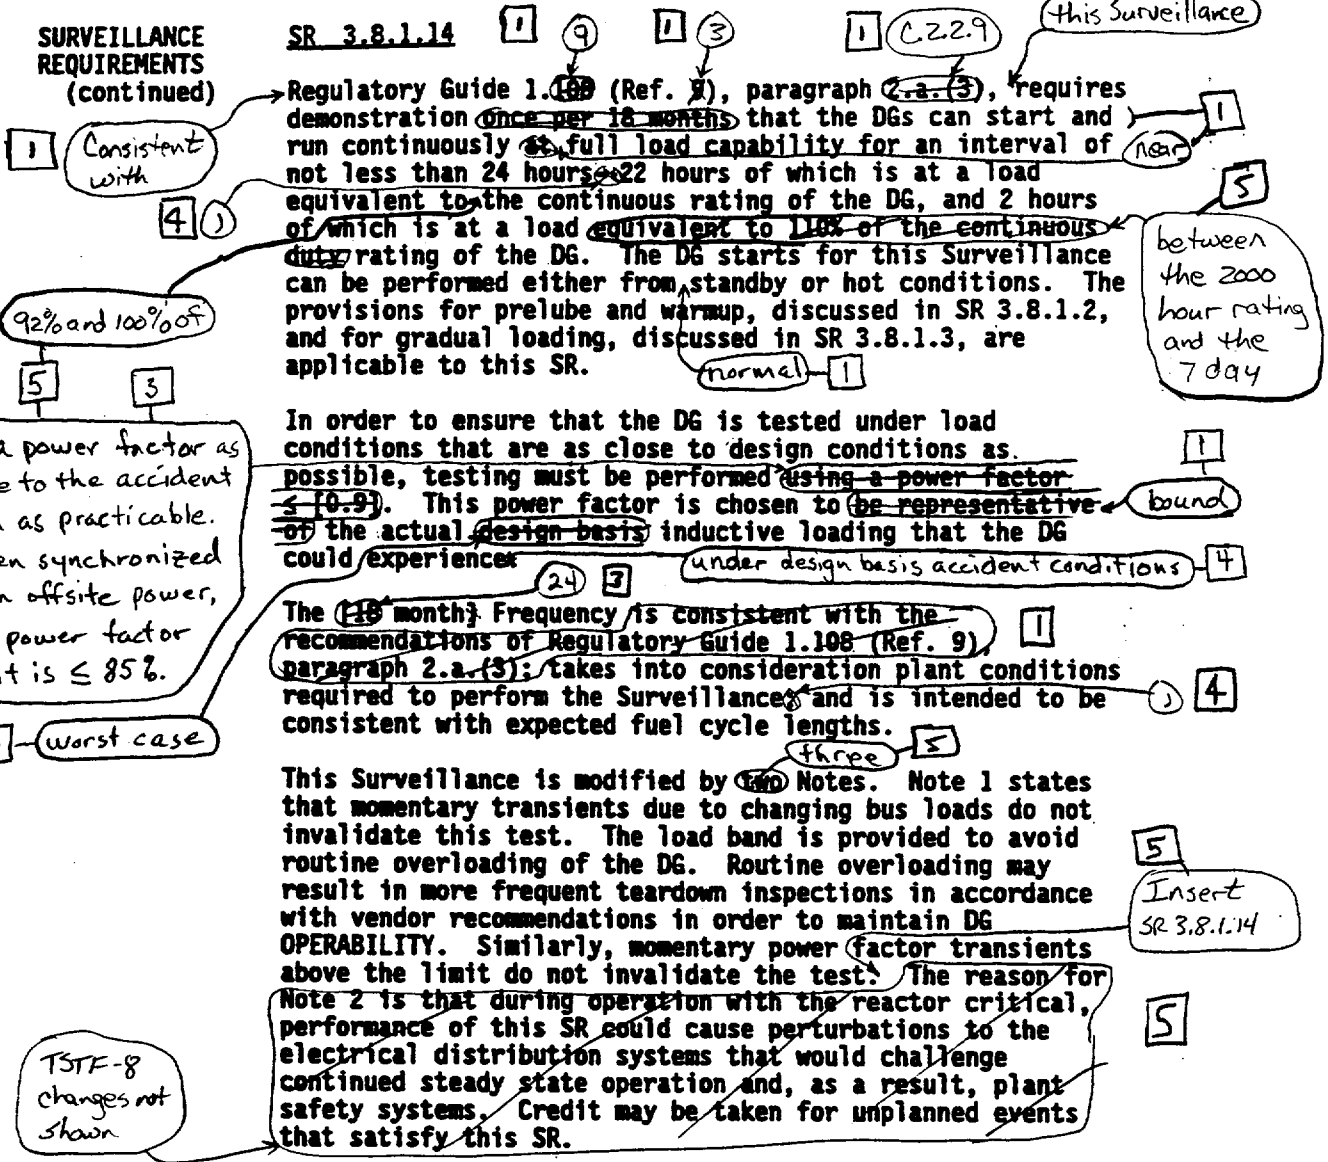 this Surveillance
SURVEILLANCE
REQUIREMENTS
(continued)
SR 3.8.1.14
1 9 1 3 1 C.2.2.9
Regulatory Guide 1.108 (Ref. 9), paragraph 2.a.(3), requires
demonstration once per 18 months that the DGs can start and
run continuously at full load capability for an interval of
not less than 24 hours-22 hours of which is at a load
equivalent to the continuous rating of the DG, and 2 hours
of which is at a load equivalent to 110% of the continuous
duty rating of the DG. The DG starts for this Surveillance
can be performed either from standby or hot conditions. The
provisions for prelube and warmup, discussed in SR 3.8.1.2,
and for gradual loading, discussed in SR 3.8.1.3, are
applicable to this SR.
1 Consistent
with
4 ,
92% and 100% of
5 3
1
near
5
between
the 2000
hour rating
and the
7 day
normal 1
In order to ensure that the DG is tested under load
conditions that are as close to design conditions as
possible, testing must be performed using a power factor
≤ [0.9]. This power factor is chosen to be representative
of the actual design basis inductive loading that the DG
could experience.
a power factor as
e to the accident
as practicable.
en synchronized
offsite power,
power factor
t is ≤ 85%.
1
bound
under design basis accident conditions 4
worst case
24 3
The [18 month] Frequency is consistent with the
recommendations of Regulatory Guide 1.108 (Ref. 9),
paragraph 2.a.(3); takes into consideration plant conditions
required to perform the Surveillance; and is intended to be
consistent with expected fuel cycle lengths.
1
, 4
three 5
This Surveillance is modified by two Notes. Note 1 states
that momentary transients due to changing bus loads do not
invalidate this test. The load band is provided to avoid
routine overloading of the DG. Routine overloading may
result in more frequent teardown inspections in accordance
with vendor recommendations in order to maintain DG
OPERABILITY. Similarly, momentary power factor transients
above the limit do not invalidate the test. The reason for
Note 2 is that during operation with the reactor critical,
performance of this SR could cause perturbations to the
electrical distribution systems that would challenge
continued steady state operation and, as a result, plant
safety systems. Credit may be taken for unplanned events
that satisfy this SR.
5
Insert
SR 3.8.1.14
5
TSTF-8
changes not
shown